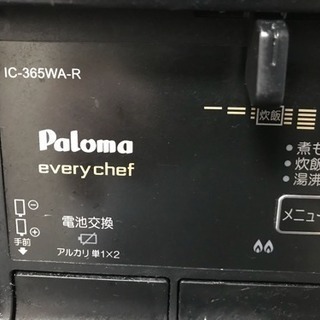 IC-365WA-R
炊飯
Paloma
every chef
煮も
炊飯
湯沸
メニュー
電池交換
アルカリ単1×2
手前